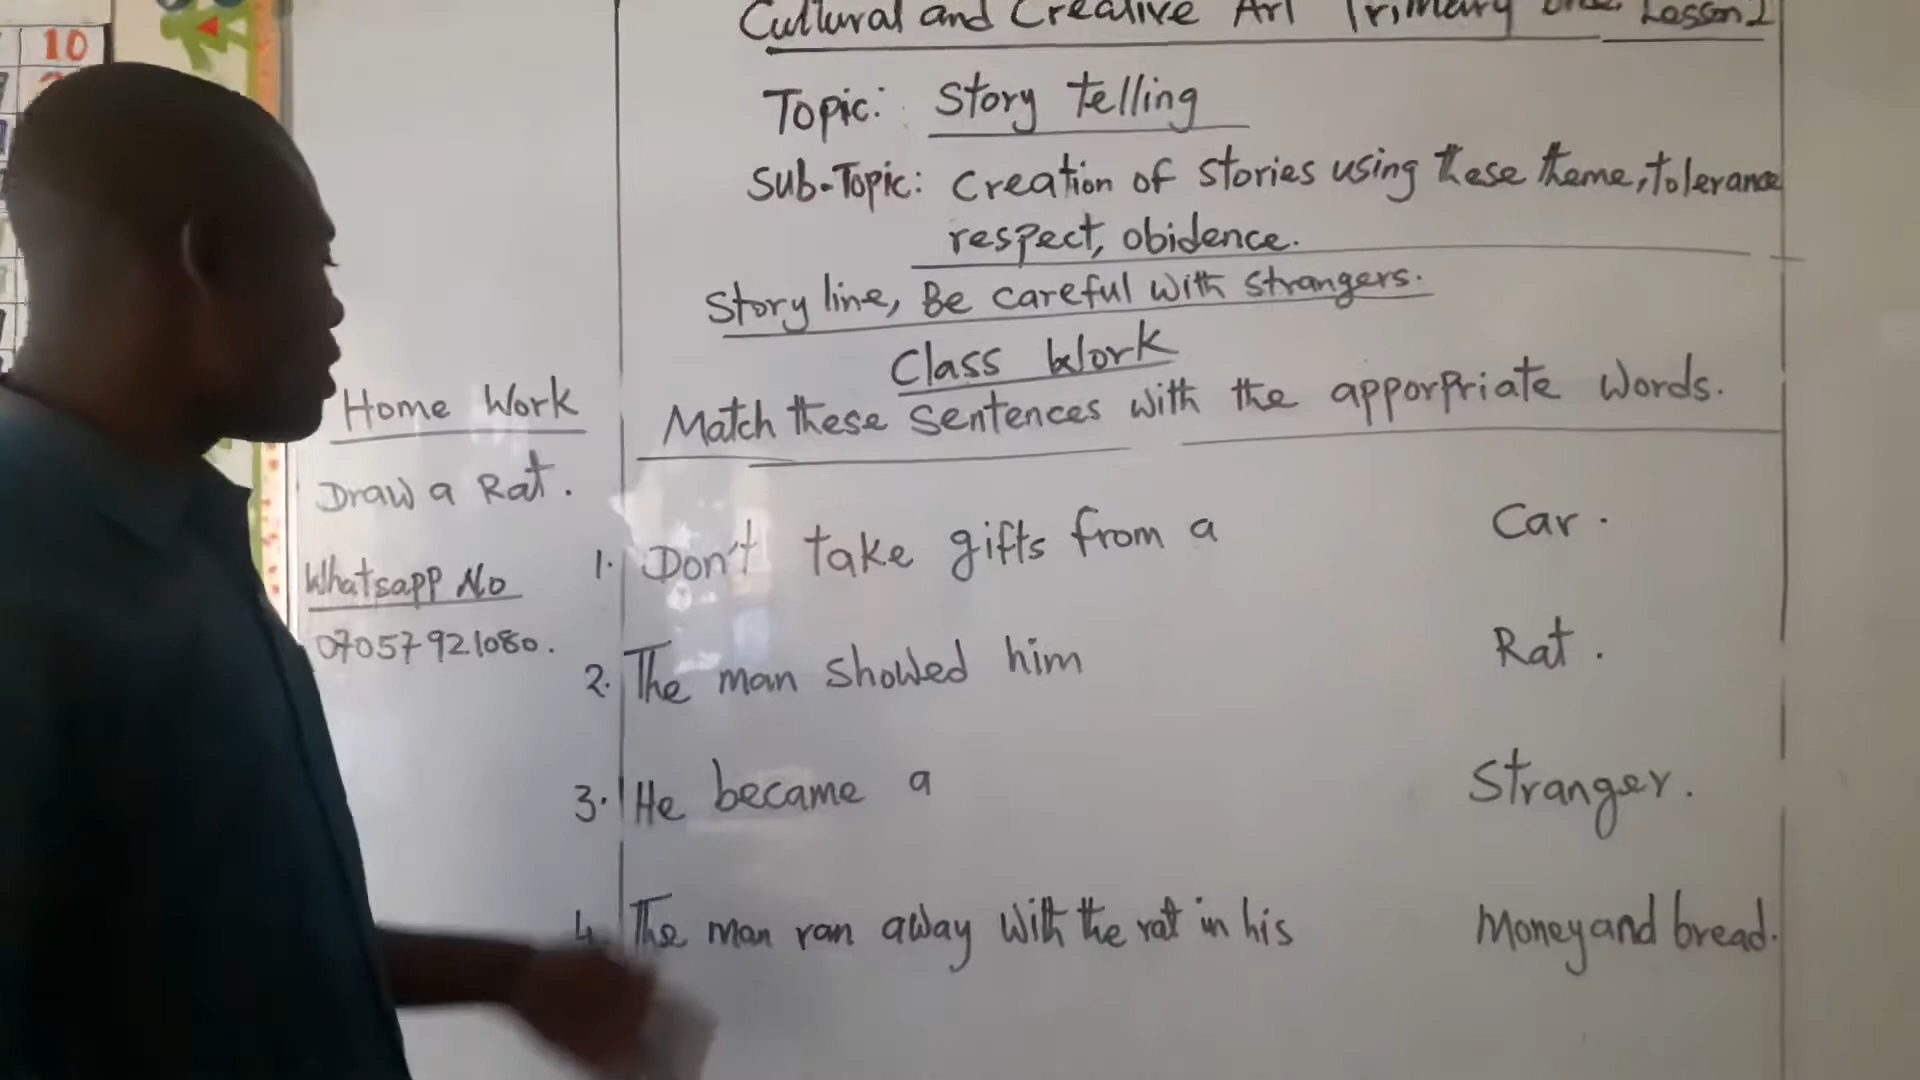 10
Cultural and Creative Art Primary Lesson 2
Topic: Story telling
Sub-Topic: Creation of stories using these theme, tolerance
respect, obidence.
Story line, Be careful with strangers.
Class Work
Match these sentences with the apporpriate words.
1. Don't take gifts from a Car.
2. The man showed him Rat.
3. He became a Stranger.
4. The man ran away with the rat in his Money and bread.
Home Work
Draw a Rat.
Whatsapp No
07057921080.